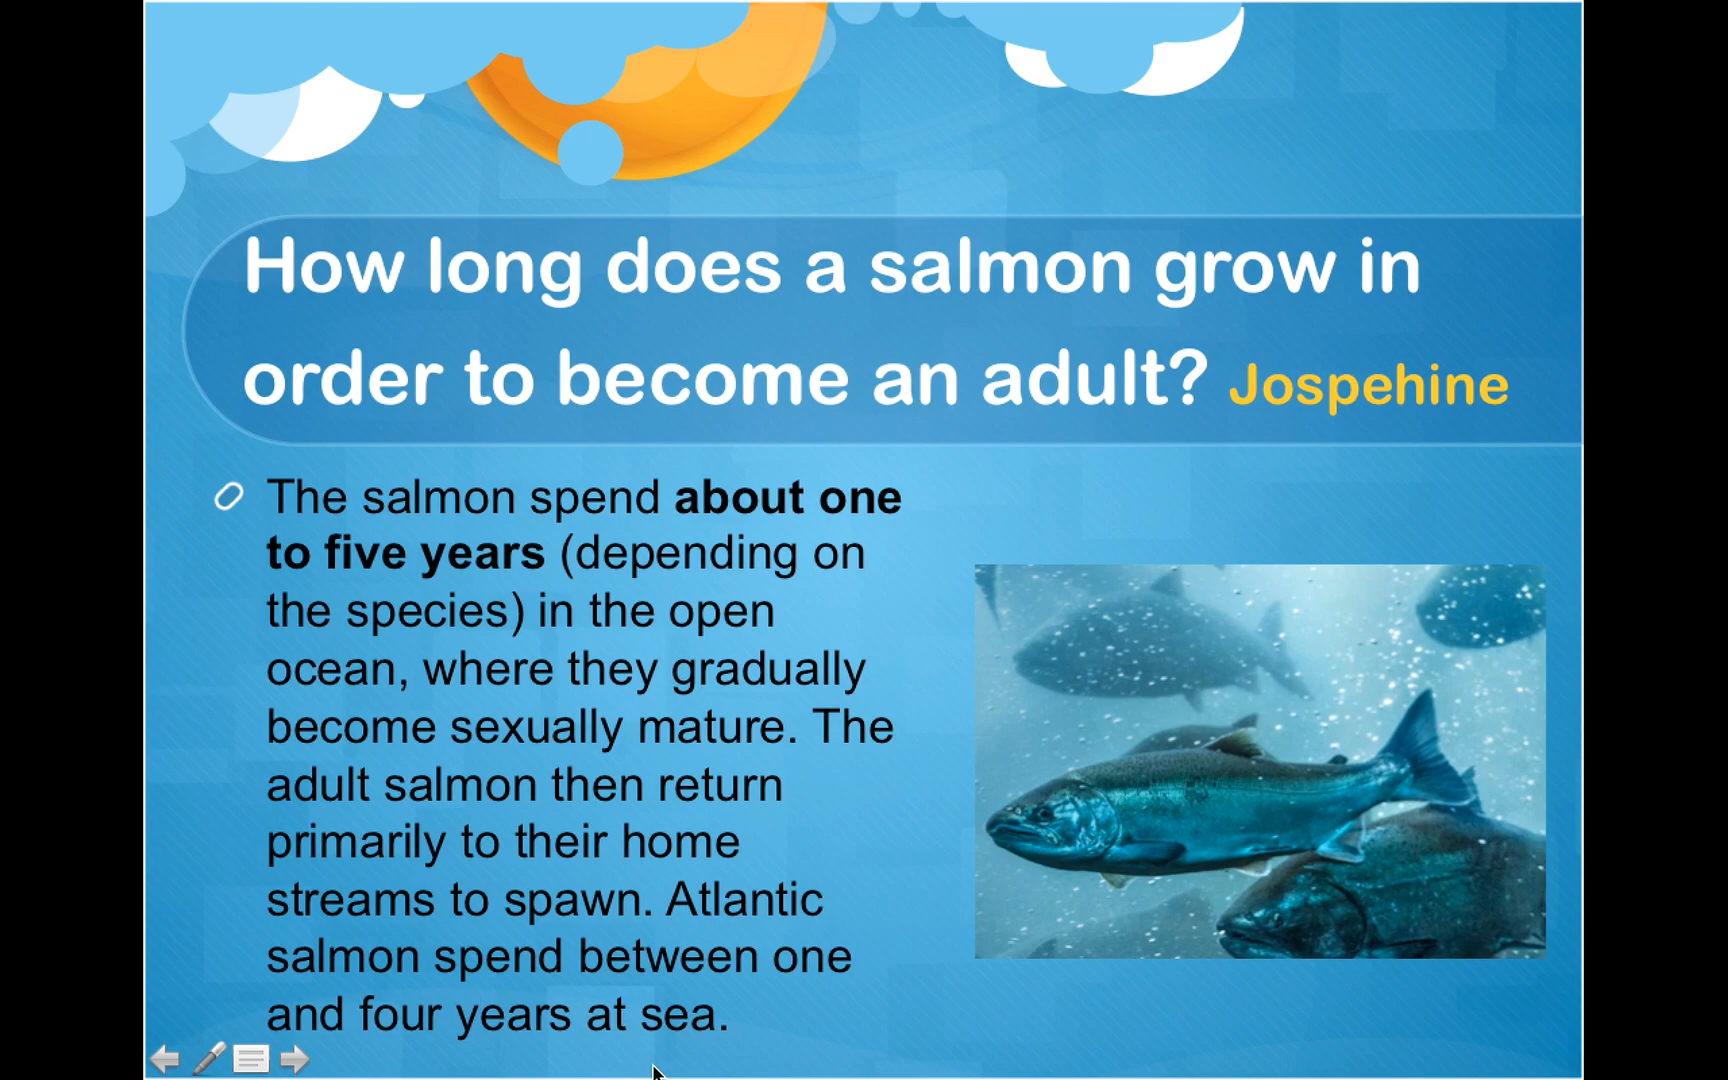 How long does a salmon grow in
order to become an adult? Jospehine
The salmon spend about one
to five years (depending on
the species) in the open
ocean, where they gradually
become sexually mature. The
adult salmon then return
primarily to their home
streams to spawn. Atlantic
salmon spend between one
and four years at sea.